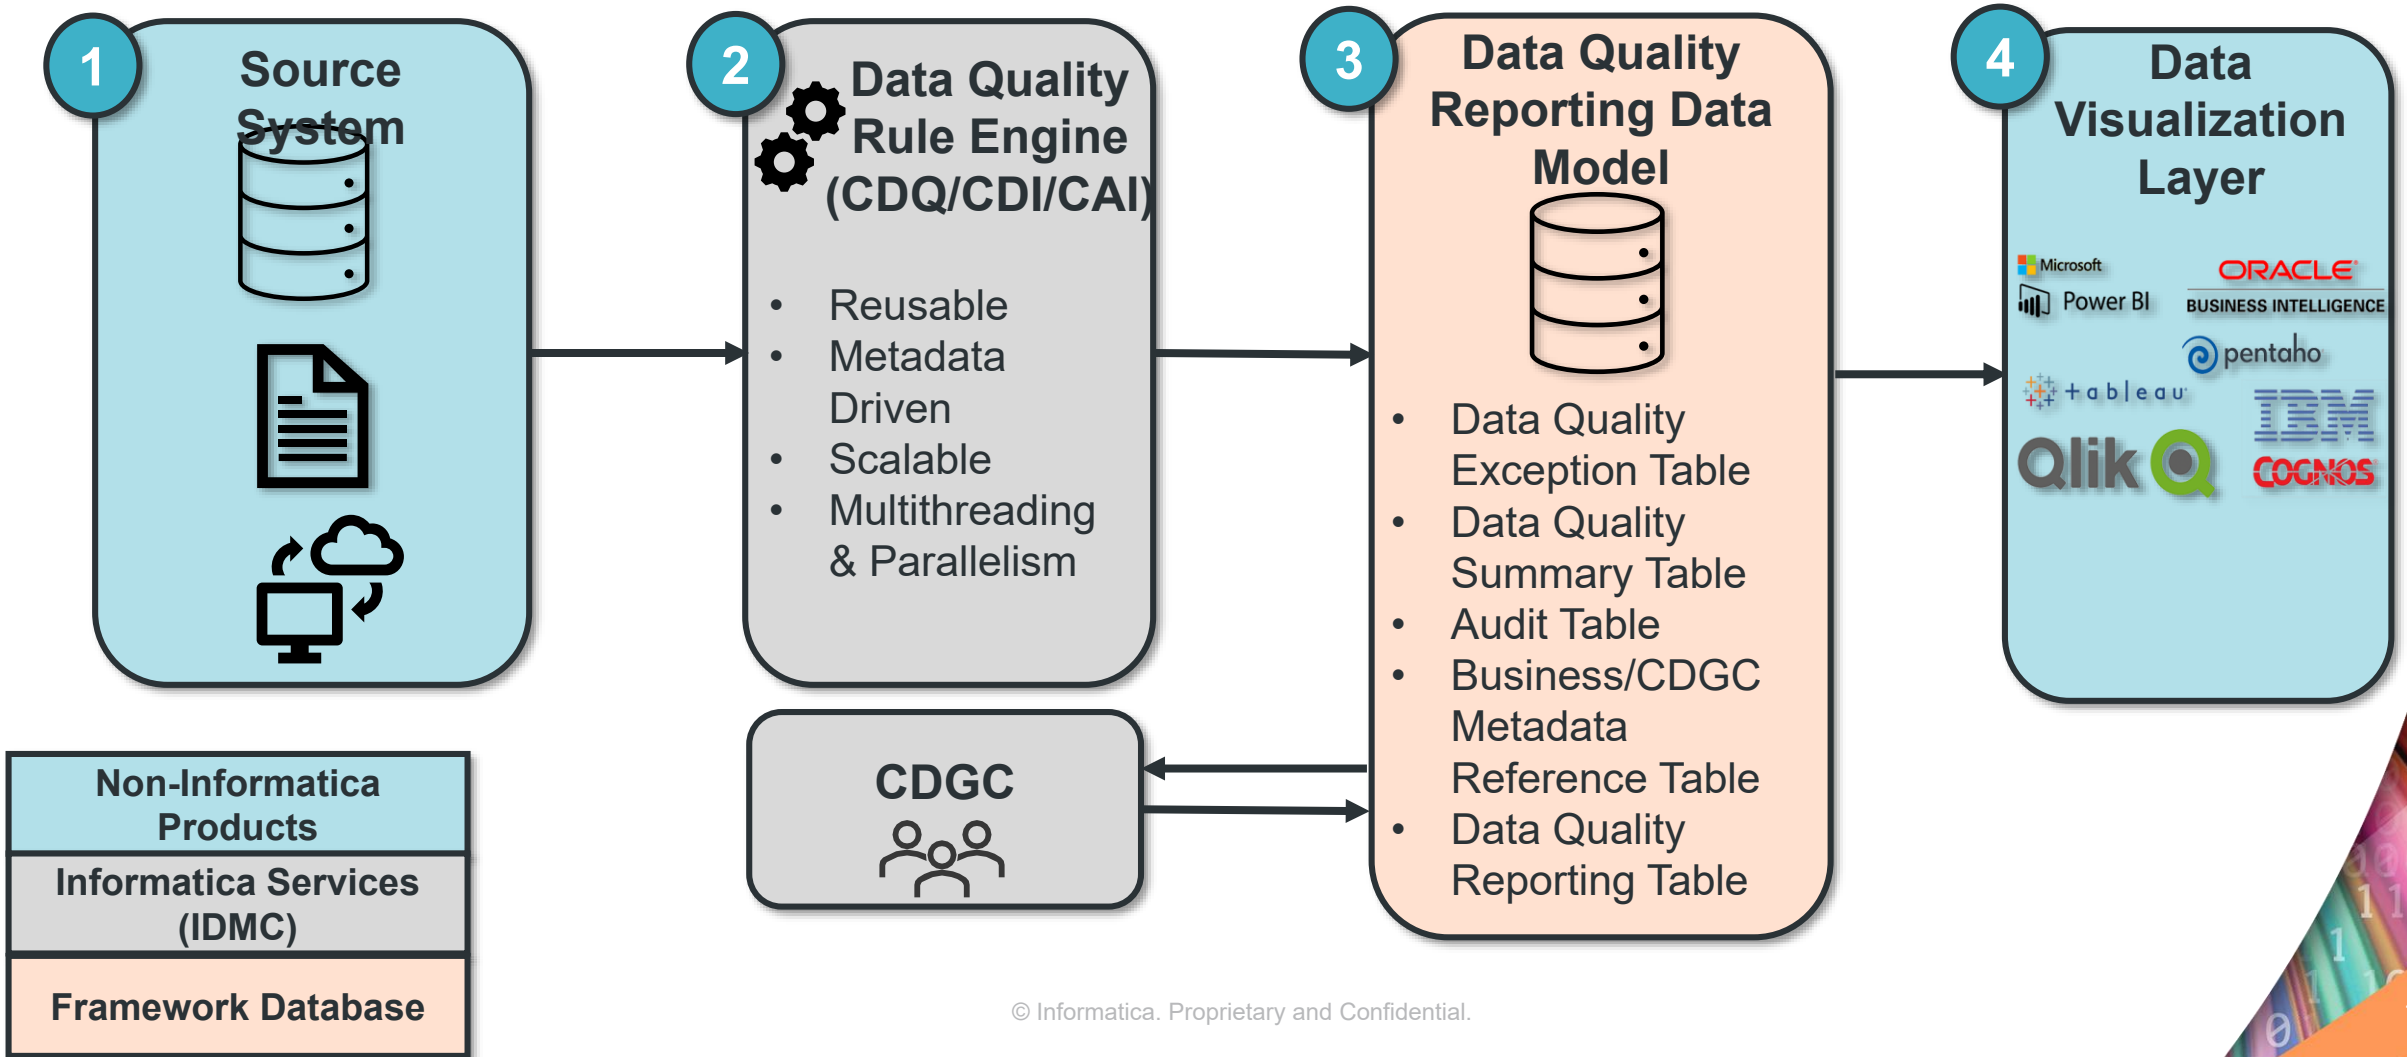 1
Source
System
2
Data Quality
Rule Engine
(CDQ/CDI/CAI)
• Reusable
• Metadata
Driven
• Scalable
• Multithreading
& Parallelism
CDGC
3
Data Quality
Reporting Data
Model
• Data Quality
Exception Table
• Data Quality
Summary Table
• Audit Table
• Business/CDGC
Metadata
Reference Table
• Data Quality
Reporting Table
4
Data
Visualization
Layer
Microsoft
Power BI
ORACLE
BUSINESS INTELLIGENCE
pentaho
+ableau
IBM
COGNOS
Qlik Q
Non-Informatica
Products
Informatica Services
(IDMC)
Framework Database
© Informatica. Proprietary and Confidential.